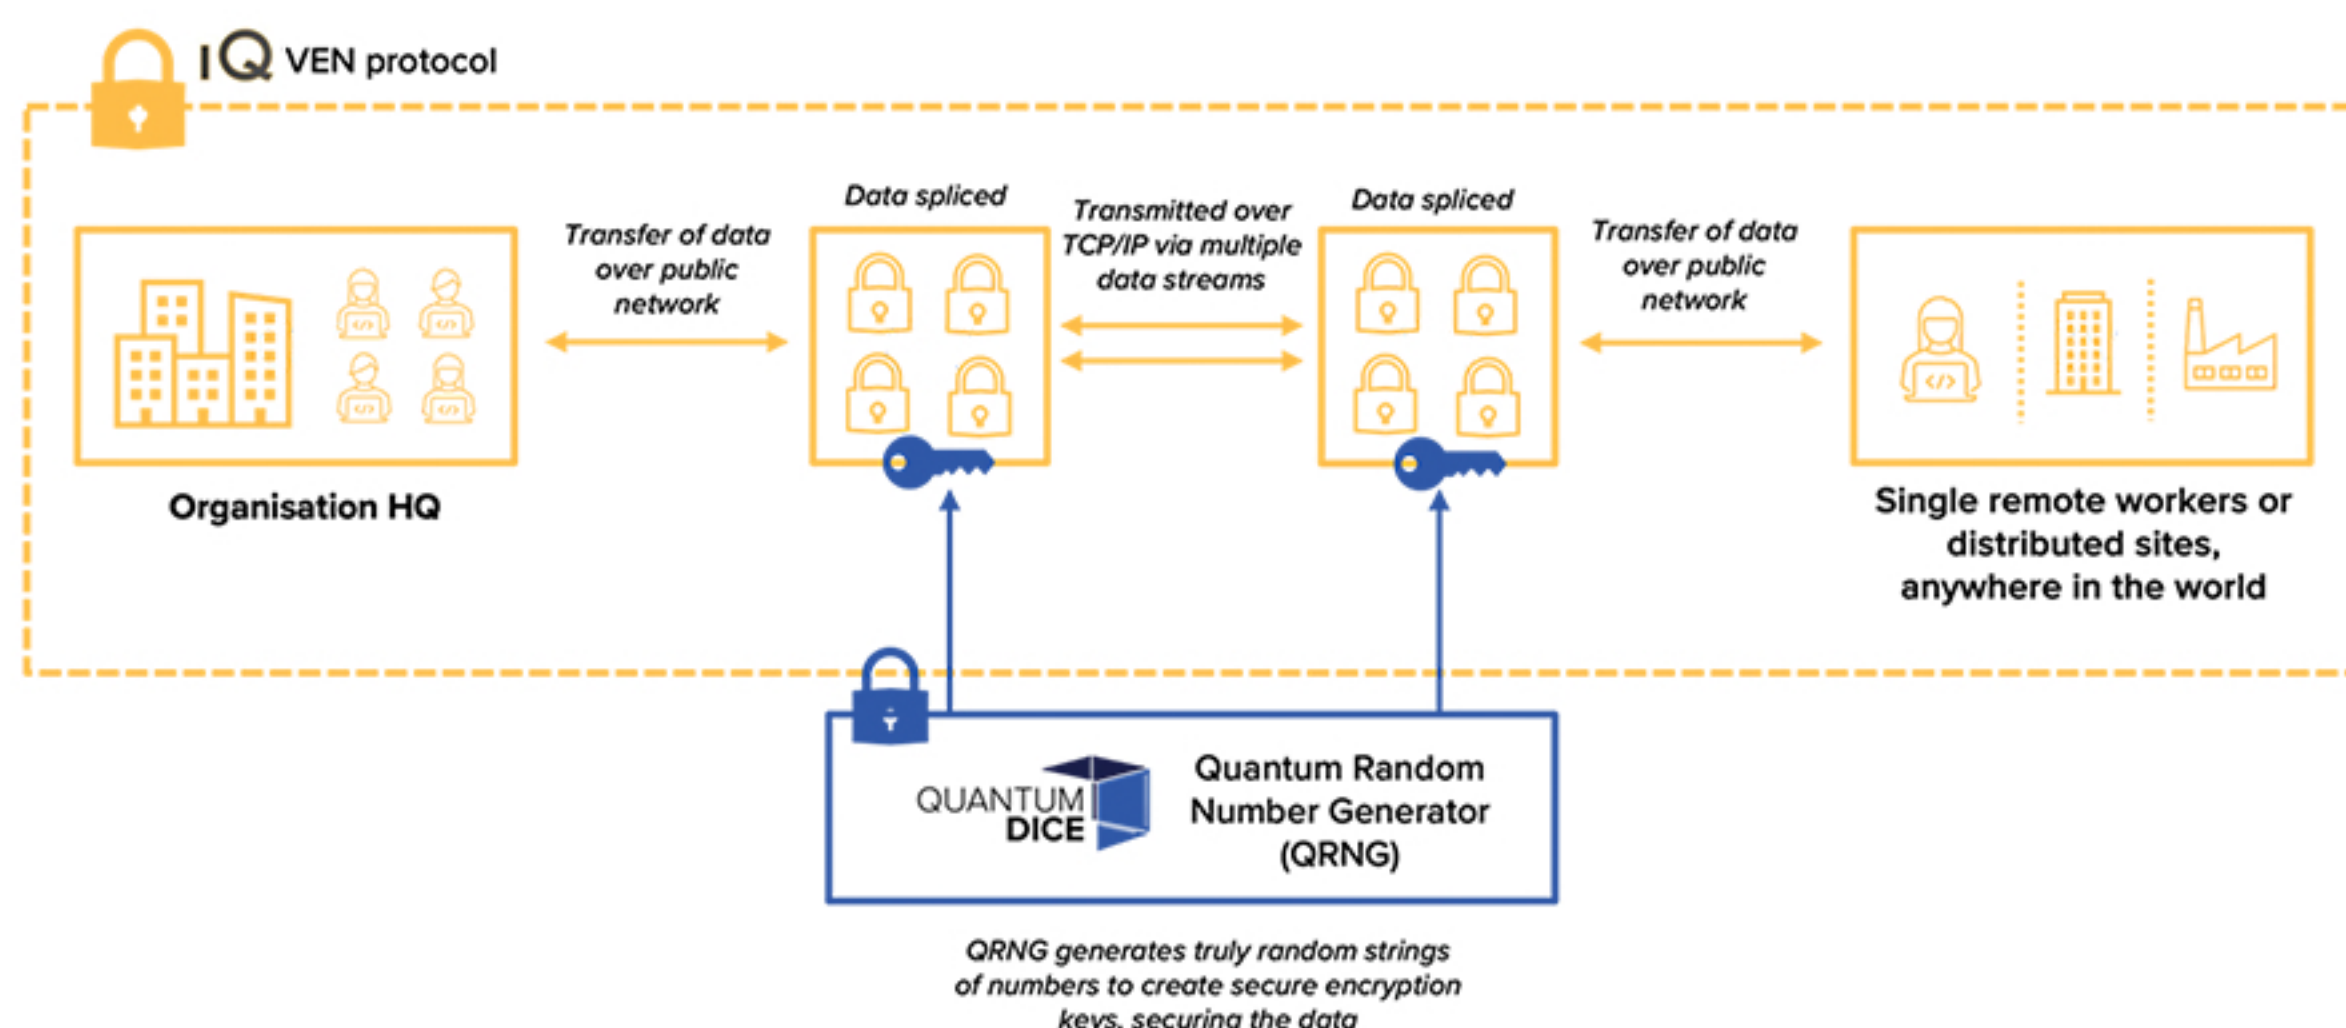 IQ VEN protocol
Data spliced
Data spliced
Transfer of data
over public
network
Transmitted over
TCP/IP via multiple
data streams
Transfer of data
over public
network
Organisation HQ
Single remote workers or
distributed sites,
anywhere in the world
QUANTUM
DICE
Quantum Random
Number Generator
(QRNG)
QRNG generates truly random strings
of numbers to create secure encryption
keys, securing the data